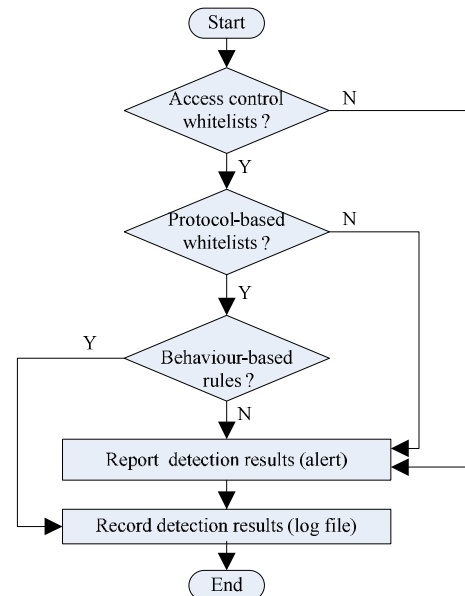 Start
Access control
whitelists ?
N
Y
Protocol-based
whitelists ?
N
Y
Behaviour-based
rules ?
Y
N
Report detection results (alert)
Record detection results (log file)
End